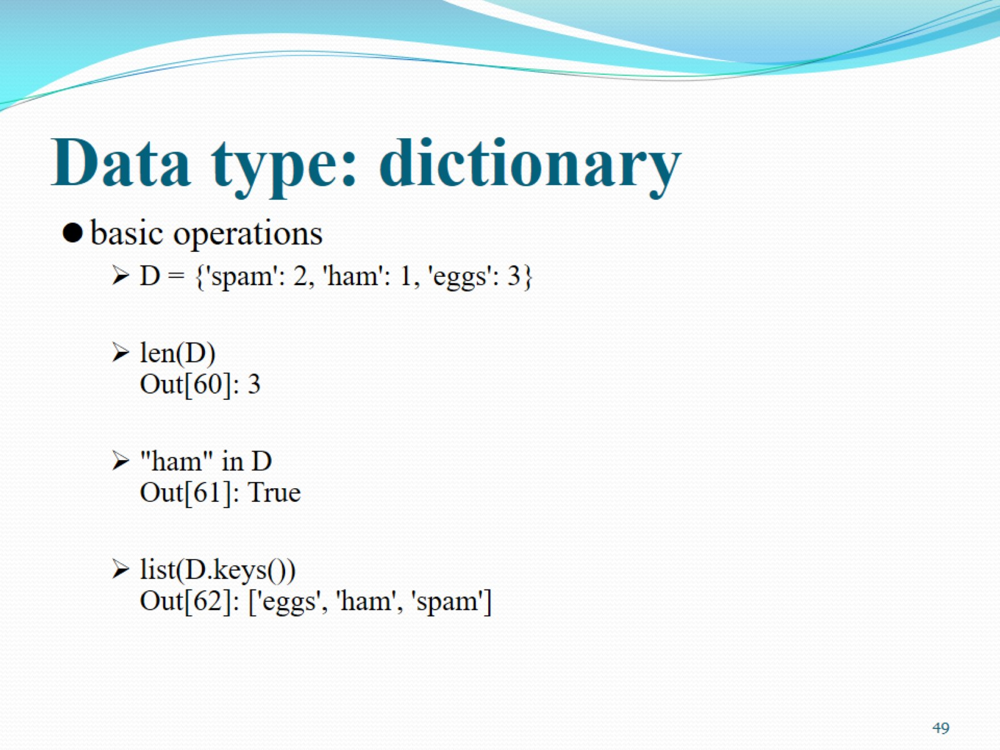 Data type: dictionary
● basic operations
➢ D = {'spam': 2, 'ham': 1, 'eggs': 3}
➢ len(D)
Out[60]: 3
➢ "ham" in D
Out[61]: True
➢ list(D.keys())
Out[62]: ['eggs', 'ham', 'spam']
49